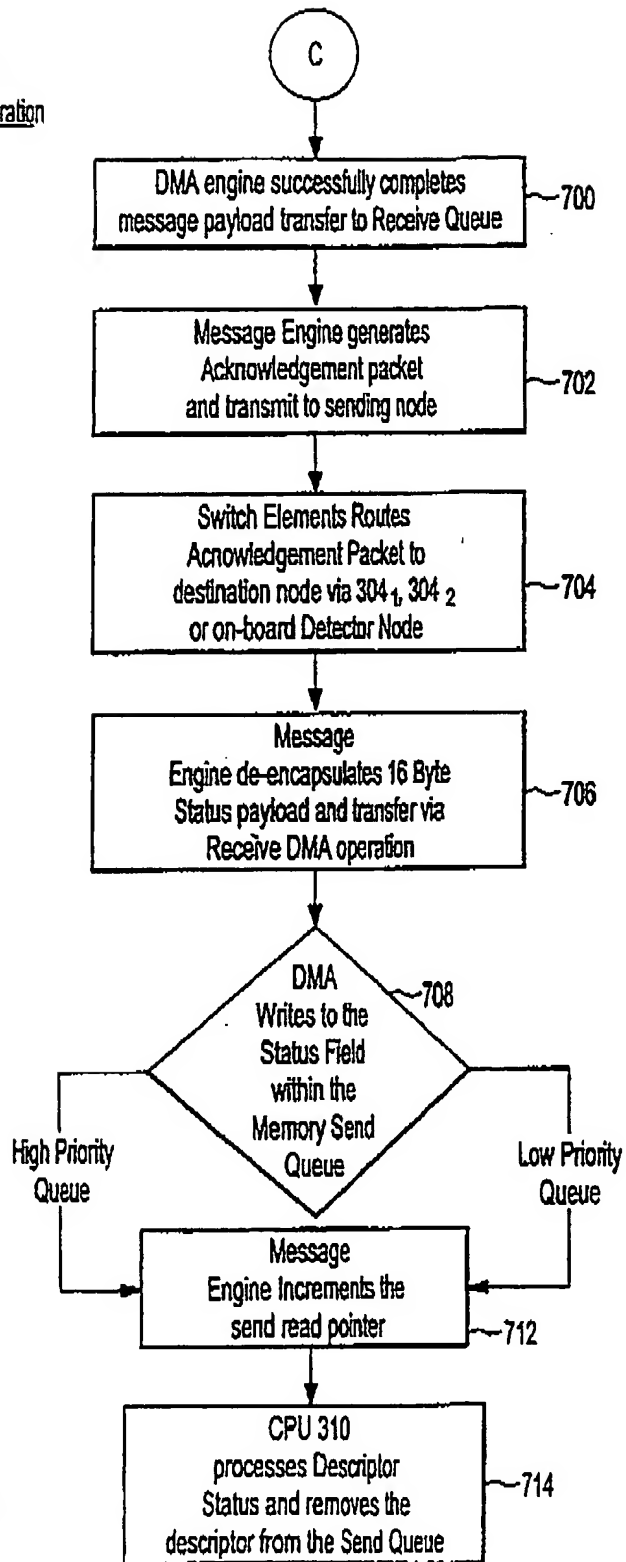 C
ration
DMA engine successfully completes
message payload transfer to Receive Queue
700
Message Engine generates
Acknowledgement packet
and transmit to sending node
702
Switch Elements Routes
Acnowledgement Packet to
destination node via 304 1, 304 2
or on-board Detector Node
704
Message
Engine de-encapsulates 16 Byte
Status payload and transfer via
Receive DMA operation
706
DMA
Writes to the
Status Field
within the
Memory Send
Queue
708
High Priority
Queue
Low Priority
Queue
Message
Engine Increments the
send read pointer
712
CPU 310
processes Descriptor
Status and removes the
descriptor from the Send Queue
714